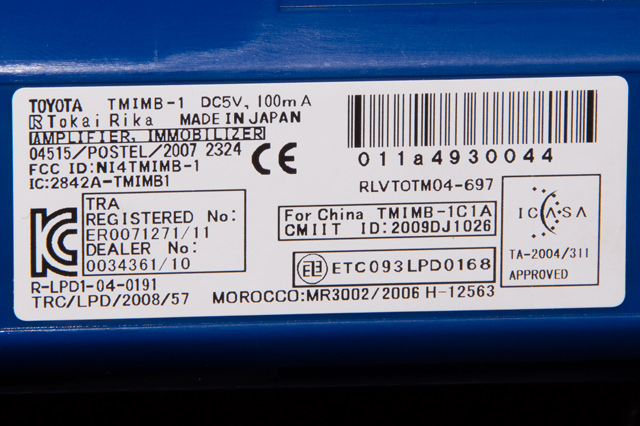 TOYOTA TMIMB-1 DC5V, 100mA
Tokai Rika MADE IN JAPAN
AMPLIFIER, IMMOBILIZER
04515/POSTEL/2007 2324
FCC ID:NI4TMIMB-1
IC:2842A-TMIMB1
CE
011a4930044
RLVTOTM04-697
KC
TRA
REGISTERED No:
ER0071271/11
DEALER No:
0034361/10
For China TMIMB-1C1A
CMIIT ID:2009DJ1026
ICASA
TA-2004/311
APPROVED
ETC093LPD0168
R-LPD1-04-0191
TRC/LPD/2008/57
MOROCCO:MR3002/2006 H-12563